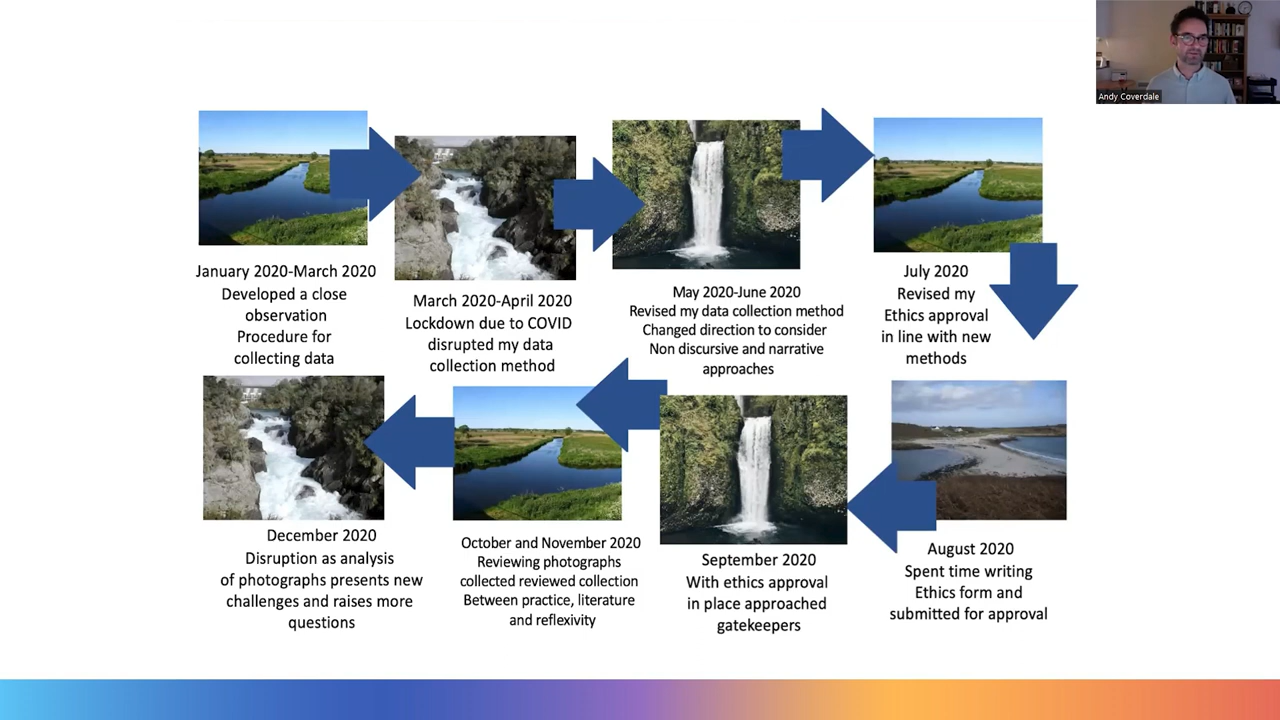 Andy Coverdale
January 2020-March 2020
Developed a close
observation
Procedure for
collecting data
March 2020-April 2020
Lockdown due to COVID
disrupted my data
collection method
May 2020-June 2020
Revised my data collection method
Changed direction to consider
Non discursive and narrative
approaches
July 2020
Revised my
Ethics approval
in line with new
methods
August 2020
Spent time writing
Ethics form and
submitted for approval
September 2020
With ethics approval
in place approached
gatekeepers
October and November 2020
Reviewing photographs
collected reviewed collection
Between practice, literature
and reflexivity
December 2020
Disruption as analysis
of photographs presents new
challenges and raises more
questions